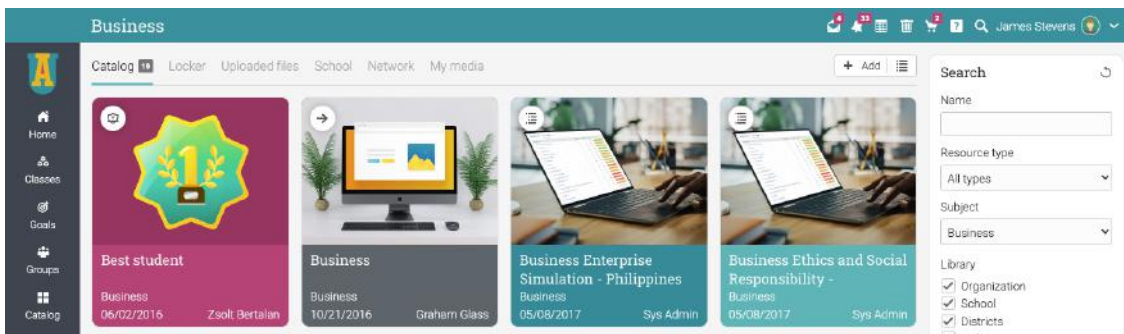 Business
33
James Stevens
Catalog 19
Locker
Uploaded files
School
Network
My media
+ Add
Search
Name
Resource type
All types
Subject
Business
Library
Organization
School
Districts
A
Home
Classes
Goals
Groups
Catalog
Best student
Business
06/02/2016
Zsolt Bertalan
Business
Business
10/21/2016
Graham Glass
Business Enterprise
Simulation - Philippines
Business
05/08/2017
Sys Admin
Business Ethics and Social
Responsibility -
Business
05/08/2017
Sys Admin